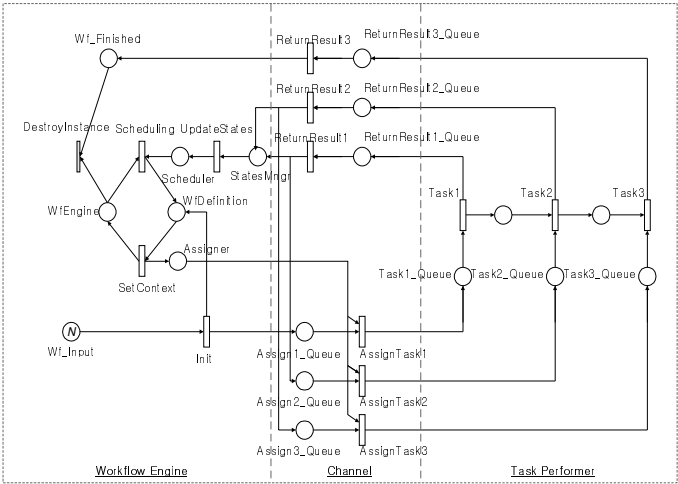 Wf_Finished
ReturnResult3
ReturnResult3_Queue
ReturnResult2
ReturnResult2_Queue
DestroyInstance
Scheduling
UpdateStates
ReturnResult1
ReturnResult1_Queue
Scheduler
StatesMngr
WfEngine
WfDefinition
Task1
Task2
Task3
Assigner
SetContext
Task1_Queue
Task2_Queue
Task3_Queue
N
Wf_Input
Init
Assign1_Queue
AssignTask1
Assign2_Queue
AssignTask2
Assign3_Queue
AssignTask3
Workflow Engine
Channel
Task Performer